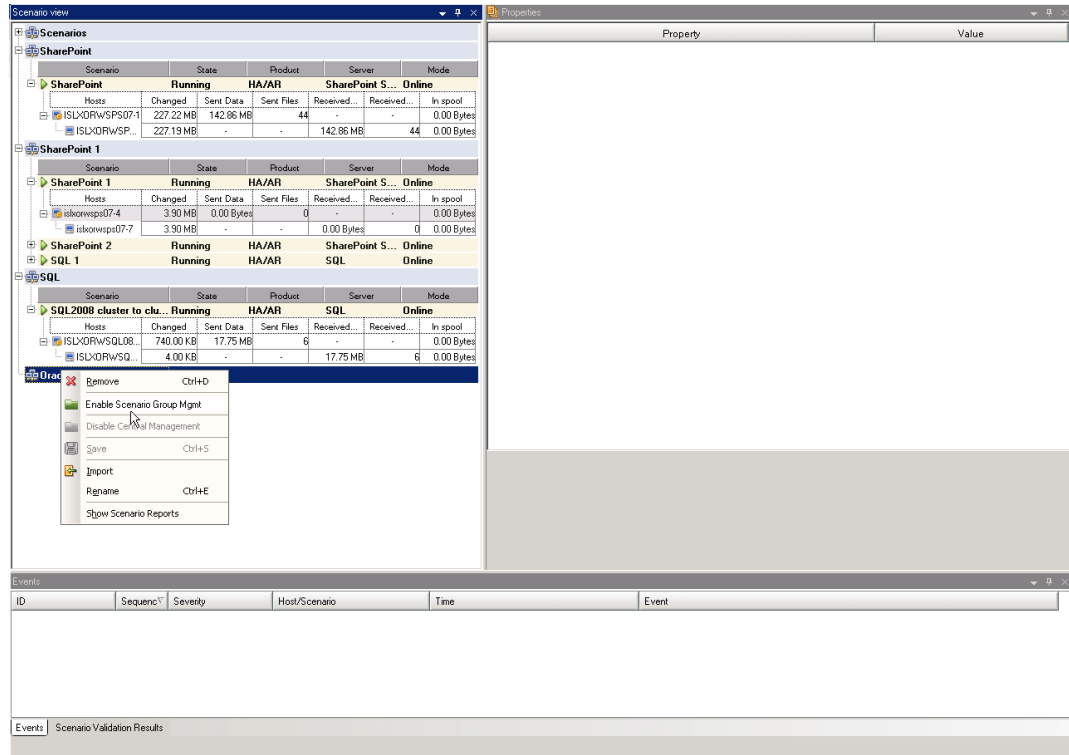 Scenario view
Scenarios
SharePoint
Scenario State Product Server Mode
SharePoint Running HA/AR SharePoint S... Online
Hosts Changed Sent Data Sent Files Received... Received... In spool
ISLXORWSPS07-1 227.22 MB 142.86 MB 44 - - 0.00 Bytes
ISLXORWSP... 227.19 MB - - 142.86 MB 44 0.00 Bytes
SharePoint 1
Scenario State Product Server Mode
SharePoint 1 Running HA/AR SharePoint S... Online
Hosts Changed Sent Data Sent Files Received... Received... In spool
islxorwsps07-4 3.90 MB 0.00 Bytes 0 - - 0.00 Bytes
islxorwsps07-7 3.90 MB - - 0.00 Bytes 0 0.00 Bytes
SharePoint 2 Running HA/AR SharePoint S... Online
SQL 1 Running HA/AR SQL Online
SQL
Scenario State Product Server Mode
SQL2008 cluster to clu... Running HA/AR SQL Online
Hosts Changed Sent Data Sent Files Received... Received... In spool
ISLXORWSQL08... 740.00 KB 17.75 MB 6 - - 0.00 Bytes
ISLXORWSQ... 4.00 KB - - 17.75 MB 6 0.00 Bytes
Remove Ctrl+D
Enable Scenario Group Mgmt
Disable Central Management
Save Ctrl+S
Import
Rename Ctrl+E
Show Scenario Reports
Properties
Property Value
Events
ID Sequenc Severity Host/Scenario Time Event
Events Scenario Validation Results